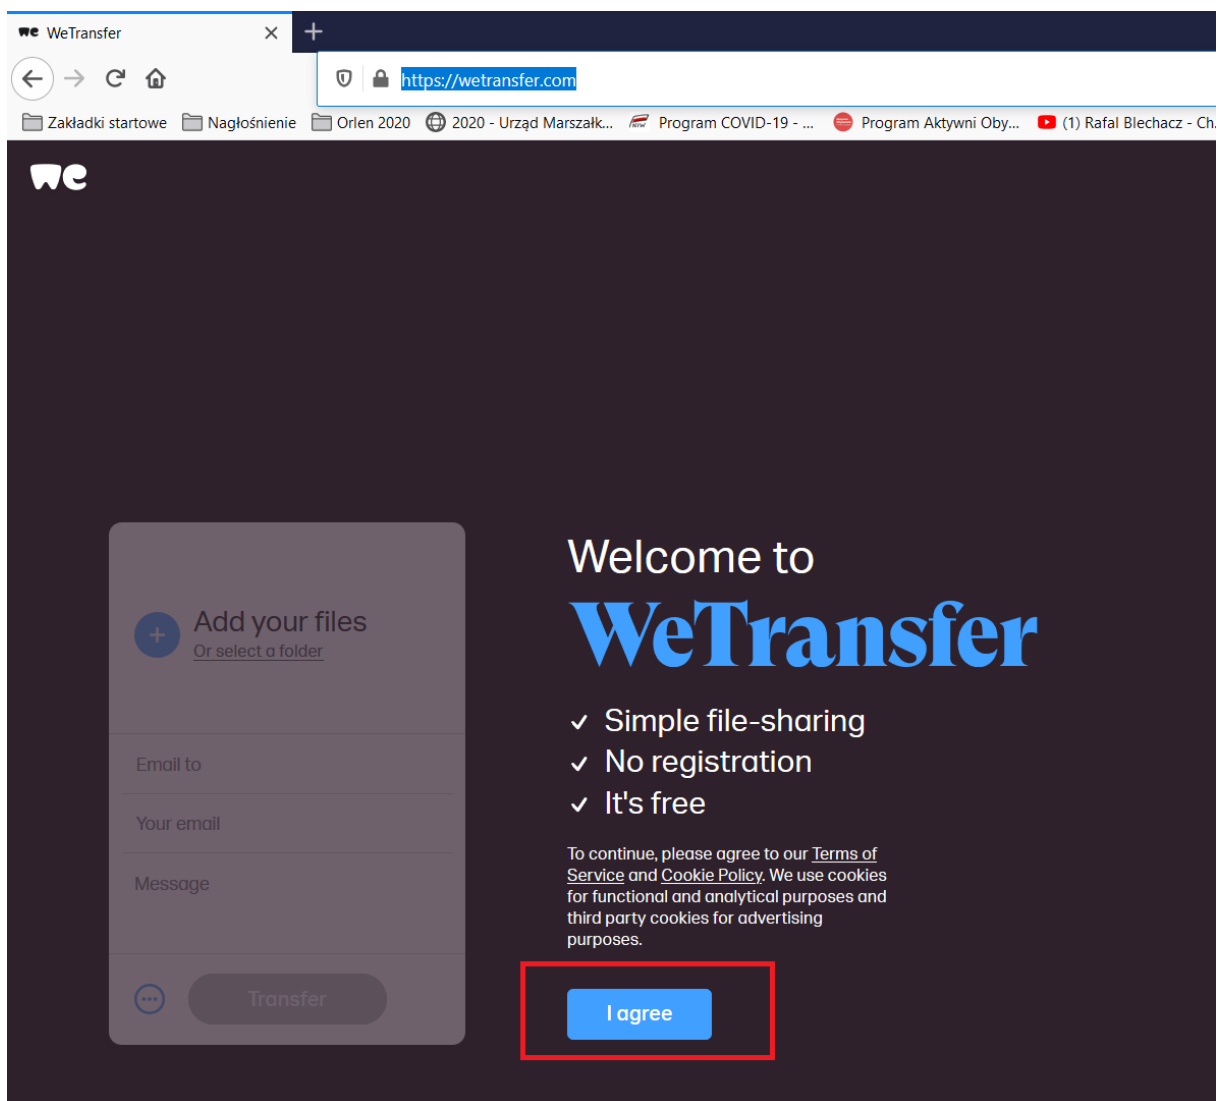 we WeTransfer
https://wetransfer.com
Zakładki startowe Nagłośnienie Orlen 2020 2020 - Urząd Marszałk... Program COVID-19 - ... Program Aktywni Oby... (1) Rafal Blechacz - Ch.
we
Add your files
Or select a folder
Email to
Your email
Message
Transfer
Welcome to
WeTransfer
Simple file-sharing
No registration
It's free
To continue, please agree to our Terms of
Service and Cookie Policy. We use cookies
for functional and analytical purposes and
third party cookies for advertising
purposes.
I agree